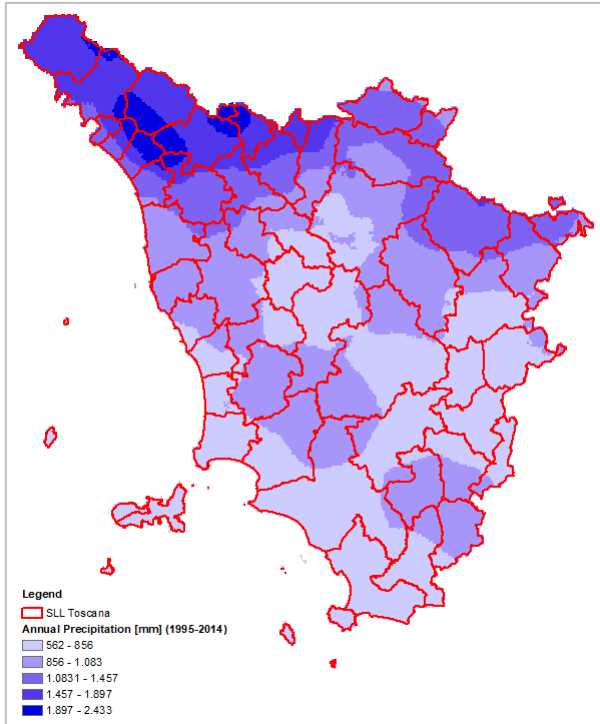 Legend
SLL Toscana
Annual Precipitation [mm] (1995-2014)
562 - 856
856 - 1.083
1.0831 - 1.457
1.457 - 1.897
1.897 - 2.433